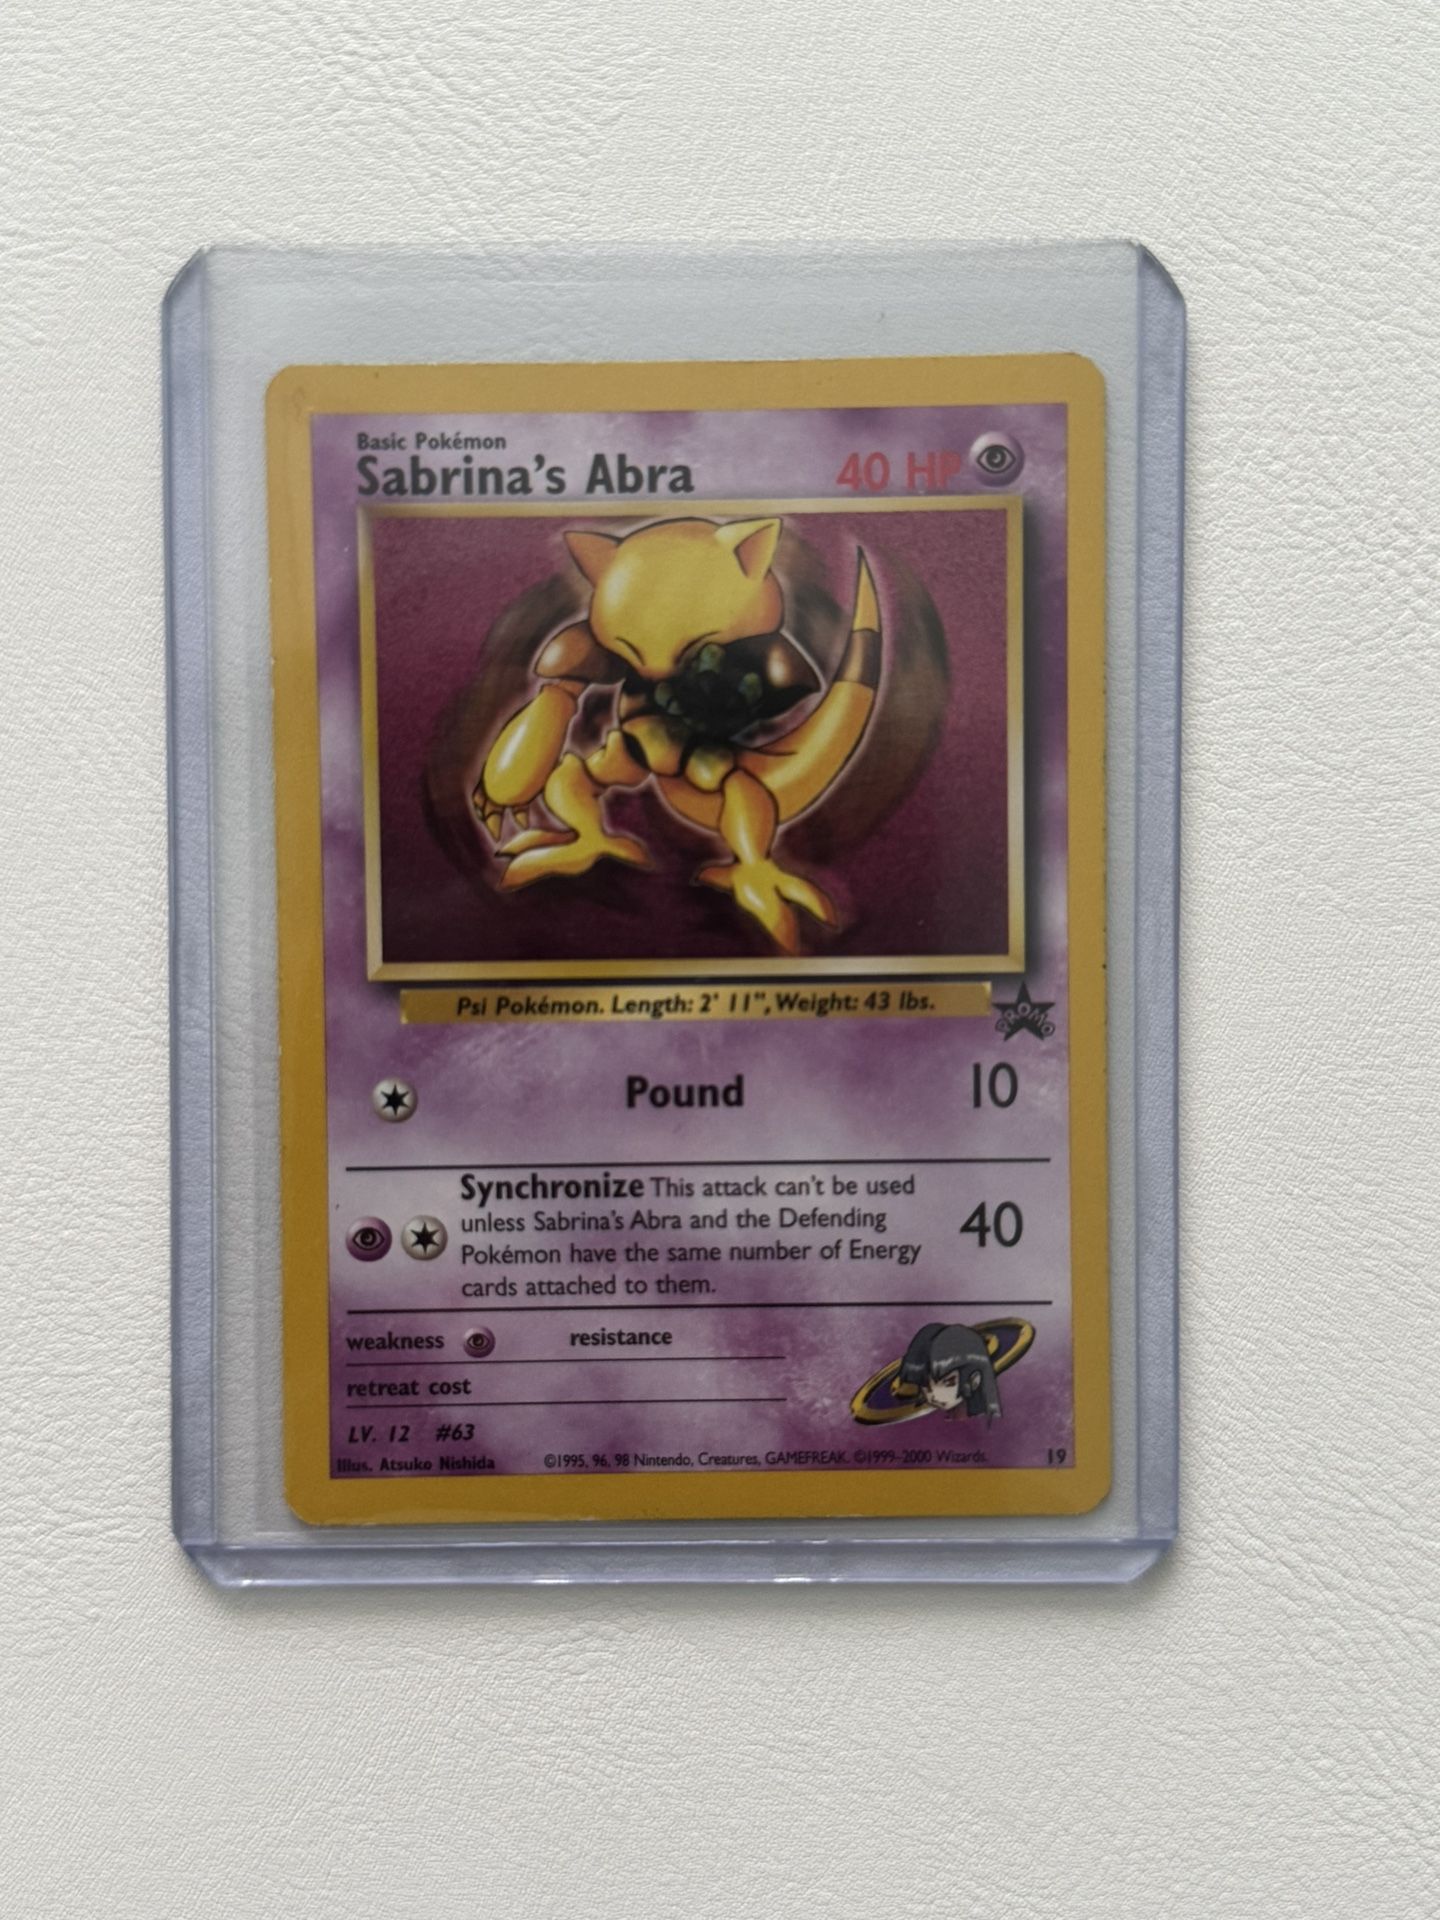 Basic Pokémon
Sabrina's Abra 40 HP
Psi Pokémon. Length: 2' 11", Weight: 43 lbs.
PROMO
Pound 10
Synchronize This attack can't be used
unless Sabrina's Abra and the Defending
Pokémon have the same number of Energy
cards attached to them.
40
weakness resistance
retreat cost
LV. 12 #63
Illus. Atsuko Nishida ©1995, 96, 98 Nintendo, Creatures, GAMEFREAK. ©1999-2000 Wizards. 19